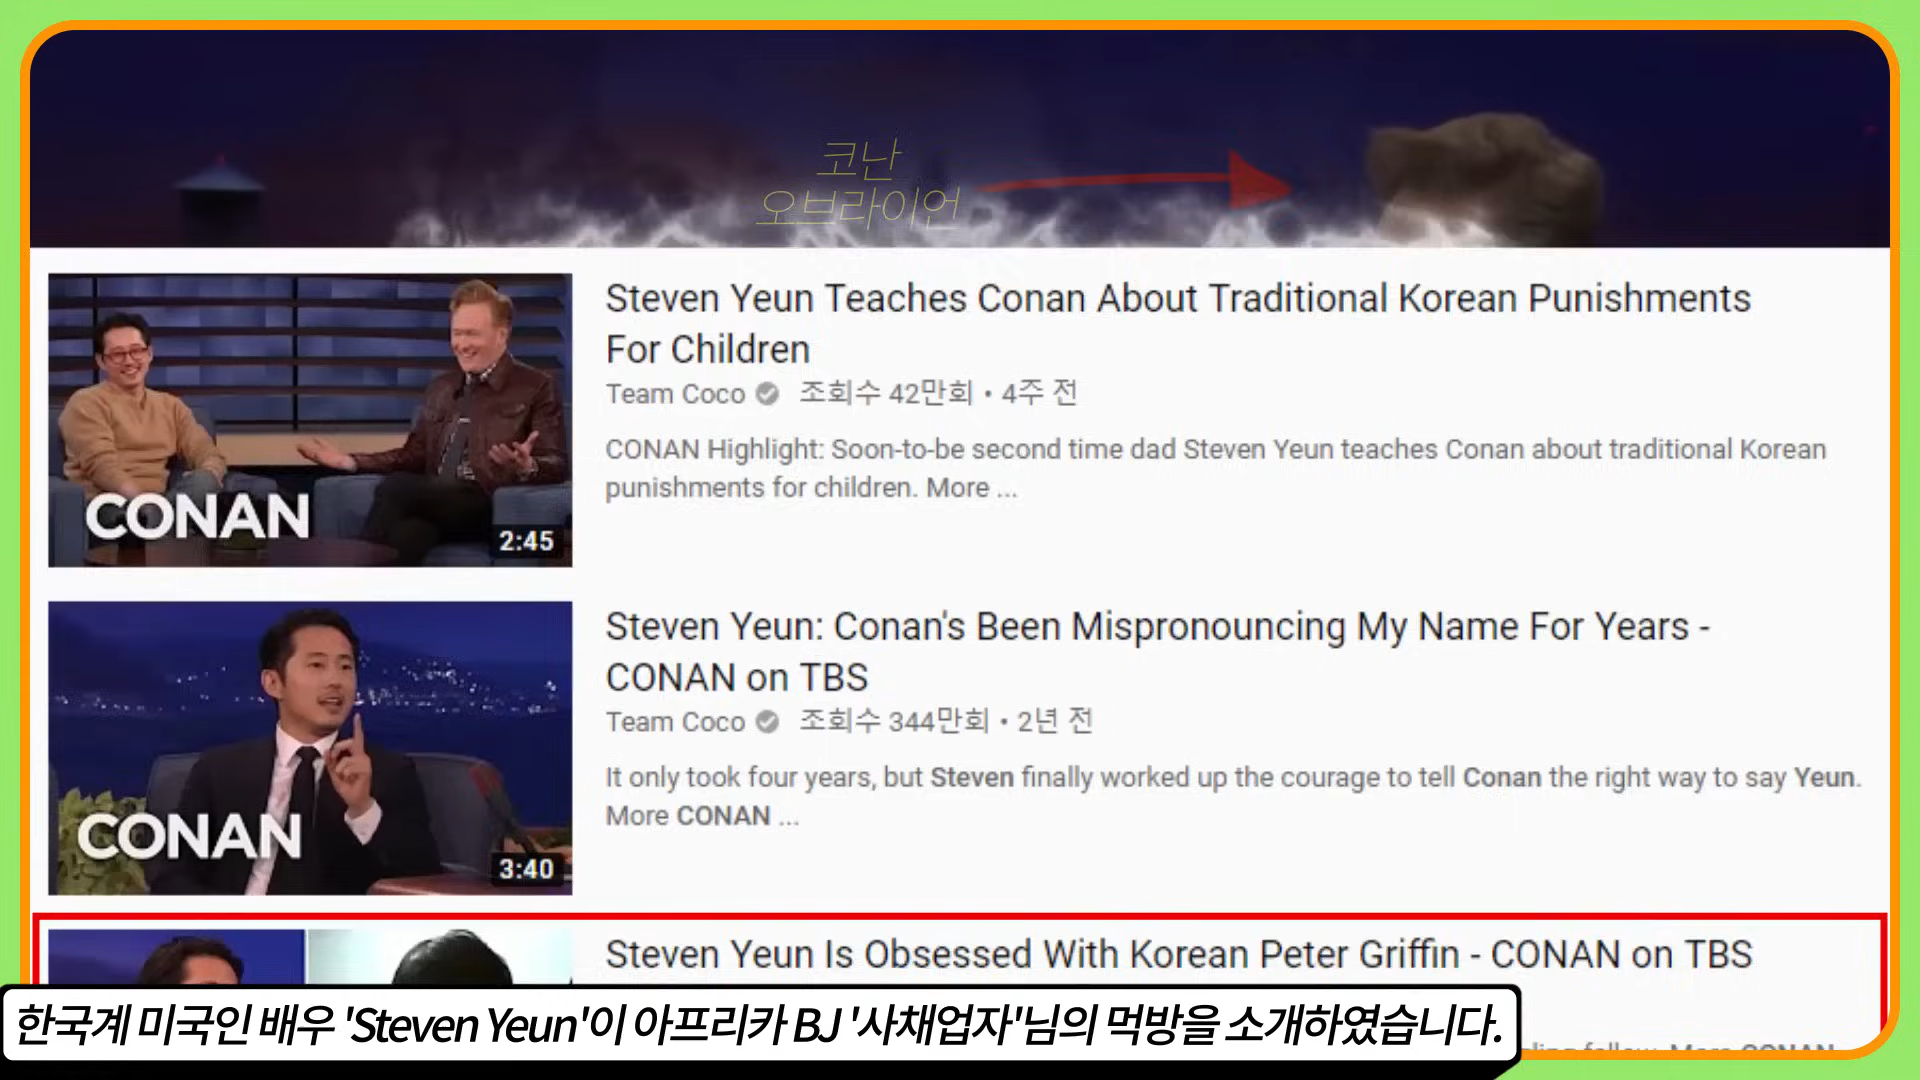 코난
오브라이언
Steven Yeun Teaches Conan About Traditional Korean Punishments
For Children
Team Coco 조회수 42만회 • 4주 전
CONAN Highlight: Soon-to-be second time dad Steven Yeun teaches Conan about traditional Korean
punishments for children. More ...
CONAN
2:45
Steven Yeun: Conan's Been Mispronouncing My Name For Years -
CONAN on TBS
Team Coco 조회수 344만회 • 2년 전
It only took four years, but Steven finally worked up the courage to tell Conan the right way to say Yeun.
More CONAN ...
CONAN
3:40
Steven Yeun Is Obsessed With Korean Peter Griffin - CONAN on TBS
한국계 미국인 배우 'Steven Yeun'이 아프리카 BJ '사채업자'님의 먹방을 소개하였습니다.